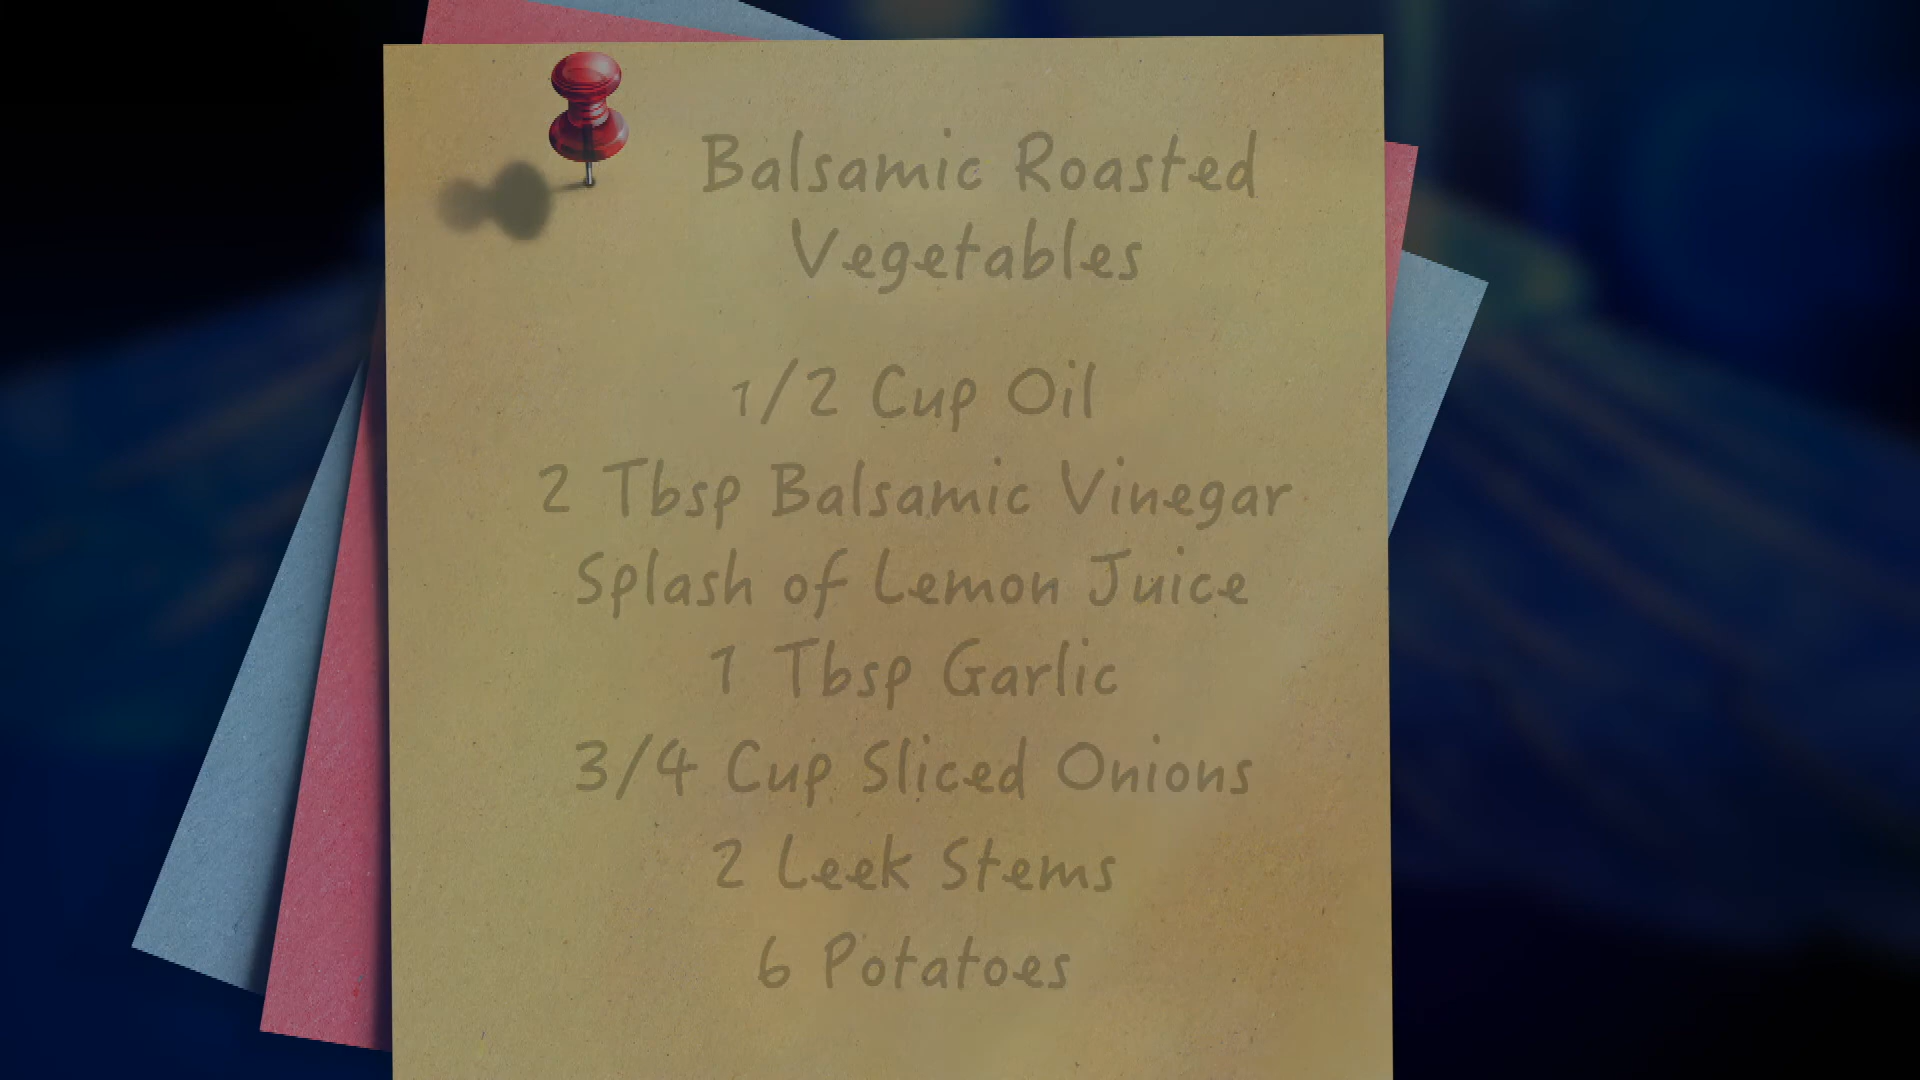 Balsamic Roasted
Vegetables
1/2 Cup Oil
2 Tbsp Balsamic Vinegar
Splash of Lemon Juice
1 Tbsp Garlic
3/4 Cup Sliced Onions
2 Leek Stems
6 Potatoes